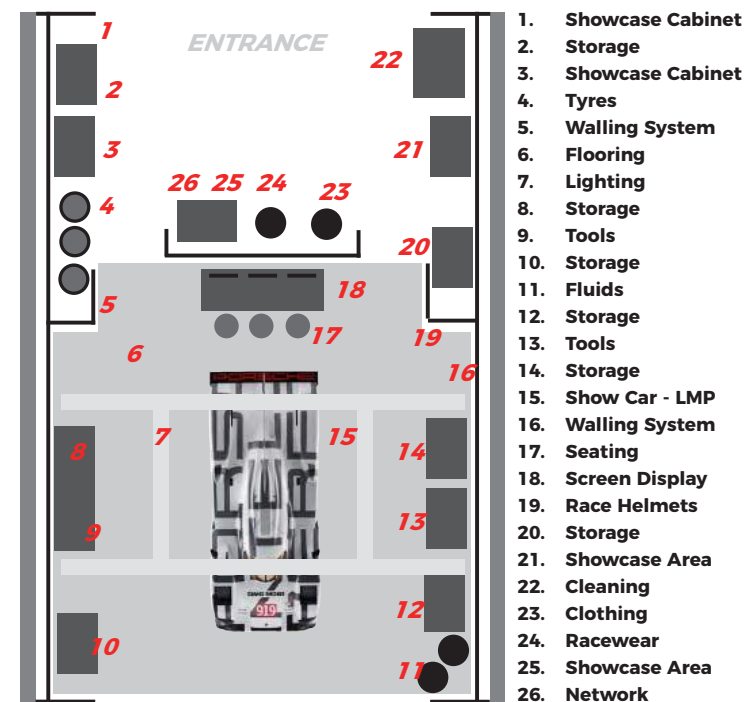 ENTRANCE
1
2
3
4
5
6
7
8
9
10
11
12
13
14
15
16
17
18
19
20
21
22
23
24
25
26
PORSCHE
919
1. Showcase Cabinet
2. Storage
3. Showcase Cabinet
4. Tyres
5. Walling System
6. Flooring
7. Lighting
8. Storage
9. Tools
10. Storage
11. Fluids
12. Storage
13. Tools
14. Storage
15. Show Car - LMP
16. Walling System
17. Seating
18. Screen Display
19. Race Helmets
20. Storage
21. Showcase Area
22. Cleaning
23. Clothing
24. Racewear
25. Showcase Area
26. Network